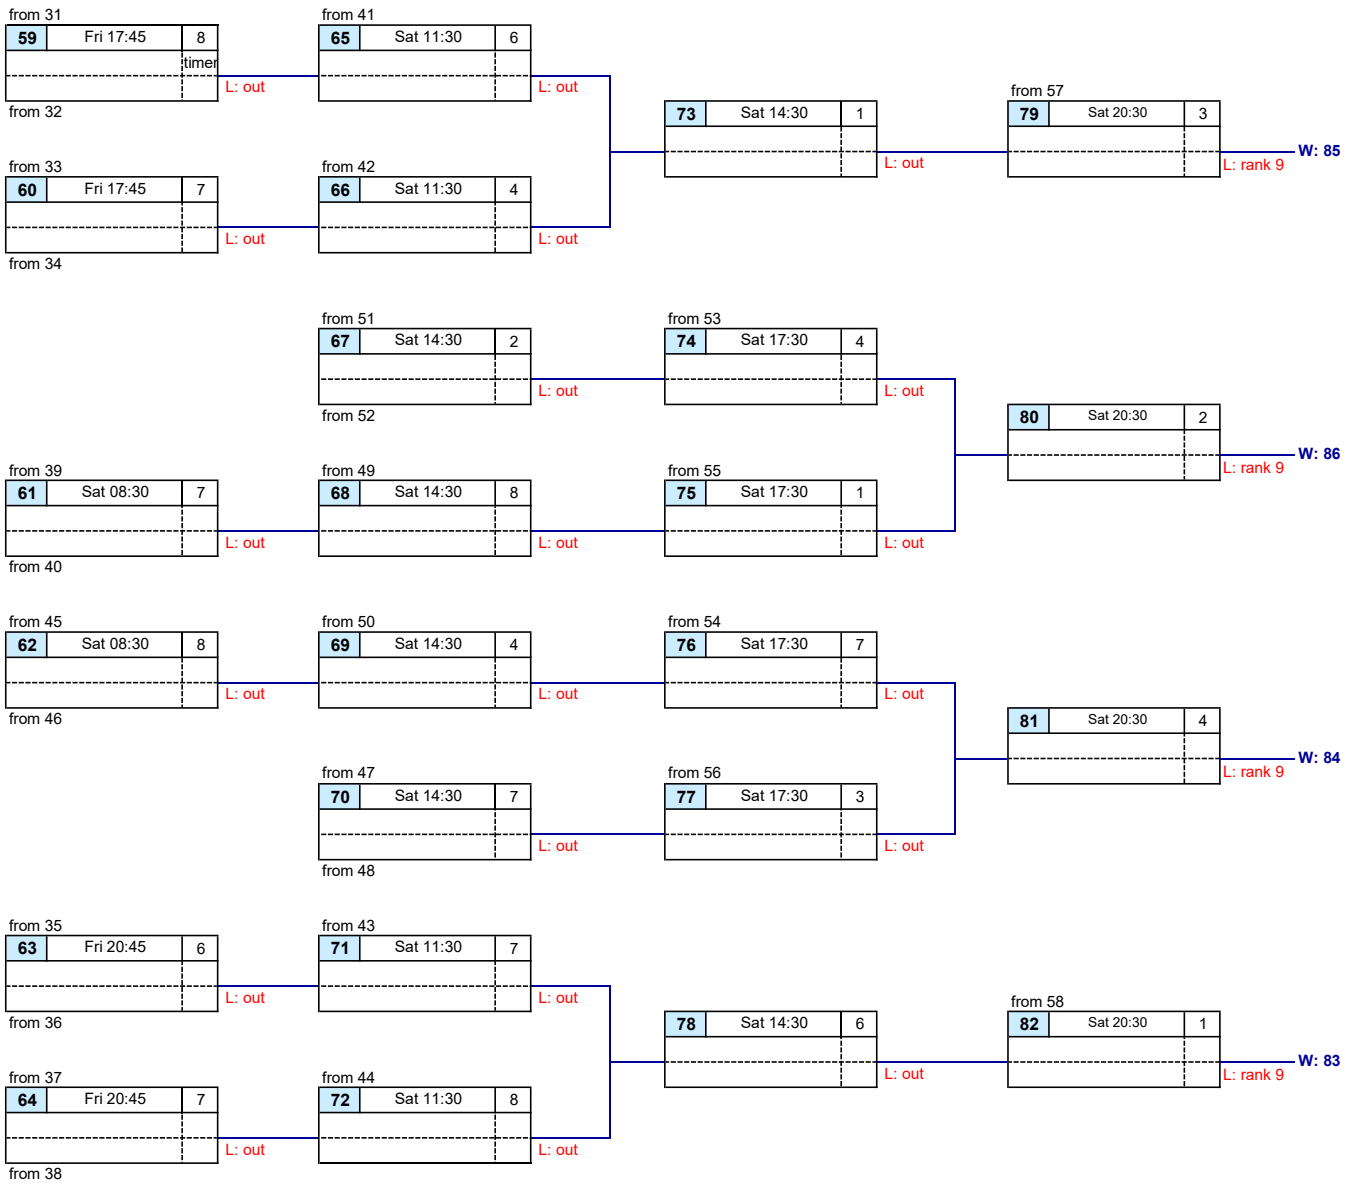 from 31 from 41
59 Fri 17:45 8 65 Sat 11:30 6
timer
L: out L: out
from 57
from 32 73 Sat 14:30 1 79 Sat 20:30 3
W: 85
from 33 from 42 L: out L: rank 9
60 Fri 17:45 7 66 Sat 11:30 4
L: out L: out
from 34
from 51 from 53
67 Sat 14:30 2 74 Sat 17:30 4
L: out L: out
from 52 80 Sat 20:30 2
W: 86
from 39 from 49 from 55 L: rank 9
61 Sat 08:30 7 68 Sat 14:30 8 75 Sat 17:30 1
L: out L: out L: out
from 40
from 45 from 50 from 54
62 Sat 08:30 8 69 Sat 14:30 4 76 Sat 17:30 7
L: out L: out L: out
from 46 81 Sat 20:30 4
W: 84
from 47 from 56 L: rank 9
70 Sat 14:30 7 77 Sat 17:30 3
L: out L: out
from 48
from 35 from 43
63 Fri 20:45 6 71 Sat 11:30 7
L: out L: out
from 58
from 36 78 Sat 14:30 6 82 Sat 20:30 1
W: 83
from 37 from 44 L: out L: rank 9
64 Fri 20:45 7 72 Sat 11:30 8
L: out L: out
from 38